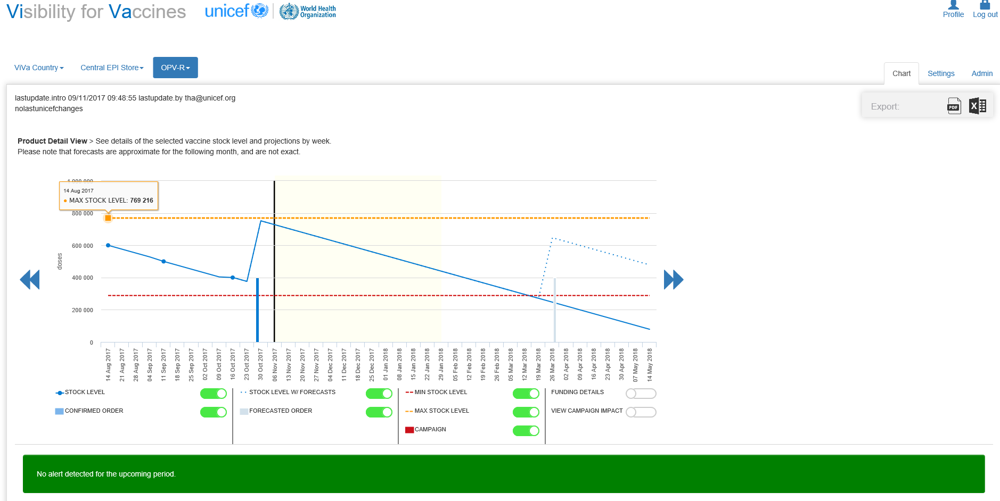 Visibility for Vaccines
unicef
World Health
Organization
Profile
Log out
ViVa Country
Central EPI Store
OPV-R
Chart
Settings
Admin
lastupdate.intro 09/11/2017 09:48:55 lastupdate.by tha@unicef.org
nolastunicefchanges
Export:
PDF
X
Product Detail View > See details of the selected vaccine stock level and projections by week.
Please note that forecasts are approximate for the following month, and are not exact.
1 000 000
14 Aug 2017
MAX STOCK LEVEL: 769 216
800 000
600 000
400 000
200 000
0
doses
14 Aug 2017
21 Aug 2017
28 Aug 2017
04 Sep 2017
11 Sep 2017
18 Sep 2017
25 Sep 2017
02 Oct 2017
09 Oct 2017
16 Oct 2017
23 Oct 2017
30 Oct 2017
06 Nov 2017
13 Nov 2017
20 Nov 2017
27 Nov 2017
04 Dec 2017
11 Dec 2017
18 Dec 2017
25 Dec 2017
01 Jan 2018
08 Jan 2018
15 Jan 2018
22 Jan 2018
29 Jan 2018
05 Feb 2018
12 Feb 2018
19 Feb 2018
26 Feb 2018
05 Mar 2018
12 Mar 2018
19 Mar 2018
26 Mar 2018
02 Apr 2018
09 Apr 2018
16 Apr 2018
23 Apr 2018
30 Apr 2018
07 May 2018
14 May 2018
STOCK LEVEL
CONFIRMED ORDER
STOCK LEVEL W/ FORECASTS
FORECASTED ORDER
MIN STOCK LEVEL
MAX STOCK LEVEL
CAMPAIGN
FUNDING DETAILS
VIEW CAMPAIGN IMPACT
No alert detected for the upcoming period.